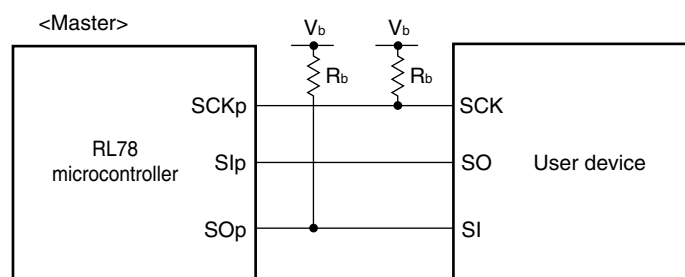 <Master>
Vb Vb
Rb Rb
SCKp SCK
RL78
microcontroller
SIp SO
User device
SOp SI